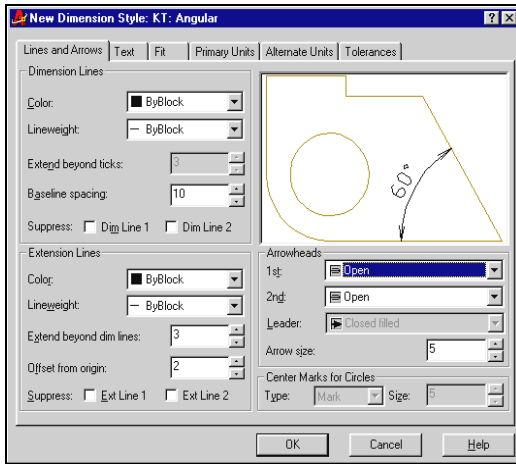 New Dimension Style: KT: Angular
Lines and Arrows Text Fit Primary Units Alternate Units Tolerances
Dimension Lines
Color: ByBlock
Lineweight: ByBlock
Extend beyond ticks: 3
Baseline spacing: 10
Suppress: Dim Line 1 Dim Line 2
Extension Lines
Color: ByBlock
Lineweight: ByBlock
Extend beyond dim lines: 3
Offset from origin: 2
Suppress: Ext Line 1 Ext Line 2
60°
Arrowheads
1st: Open
2nd: Open
Leader: Closed filled
Arrow size: 5
Center Marks for Circles
Type: Mark Size: 5
OK Cancel Help